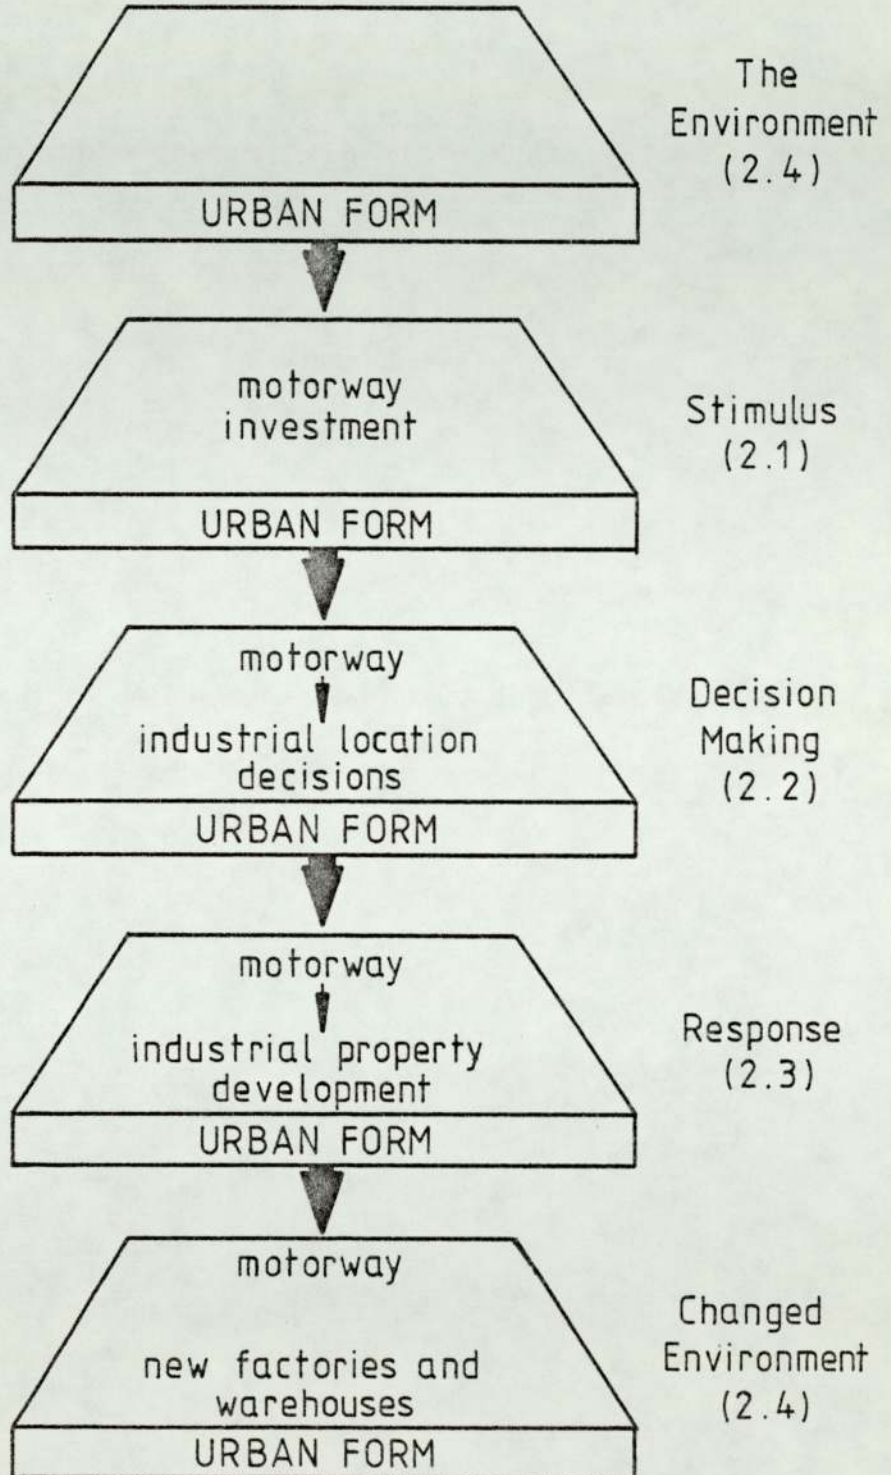 The
Environment
(2.4)
URBAN FORM
motorway
investment
Stimulus
(2.1)
URBAN FORM
motorway
industrial location
decisions
Decision
Making
(2.2)
URBAN FORM
motorway
industrial property
development
Response
(2.3)
URBAN FORM
motorway
new factories and
warehouses
Changed
Environment
(2.4)
URBAN FORM